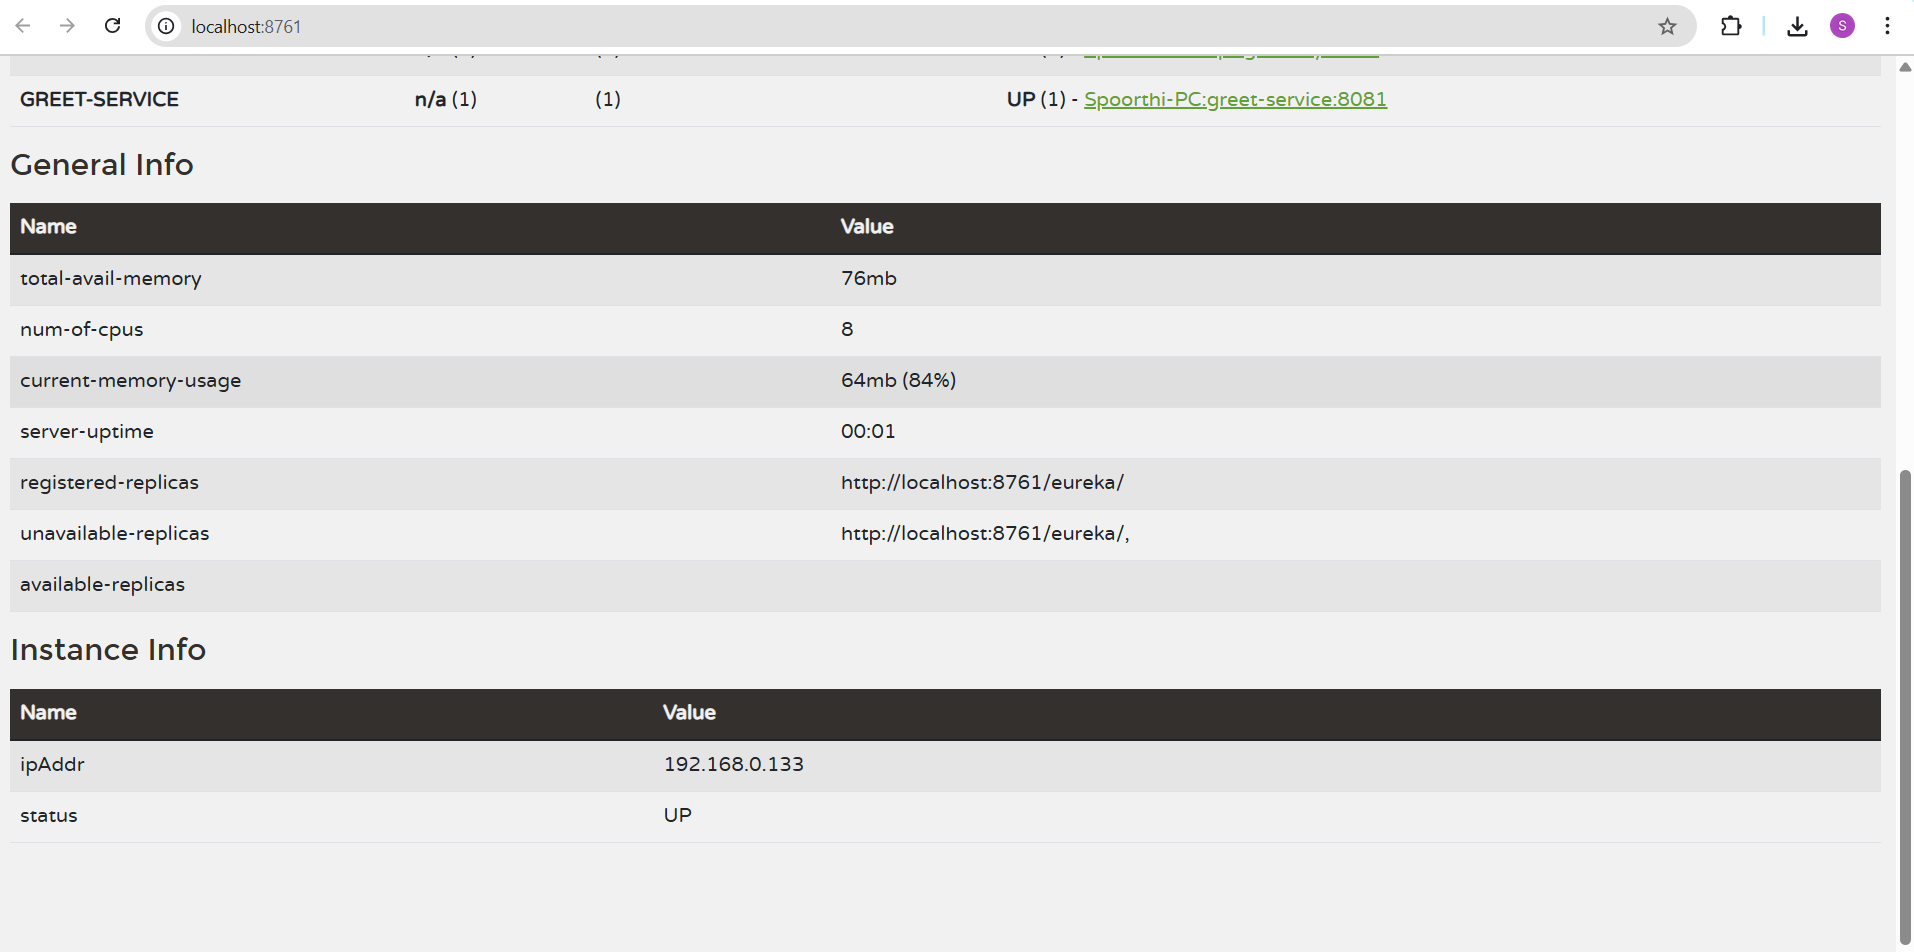 localhost:8761
S
GREET-SERVICE n/a (1) (1) UP (1) - Spoorthi-PC:greet-service:8081
General Info
Name Value
total-avail-memory 76mb
num-of-cpus 8
current-memory-usage 64mb (84%)
server-uptime 00:01
registered-replicas http://localhost:8761/eureka/
unavailable-replicas http://localhost:8761/eureka/,
available-replicas
Instance Info
Name Value
ipAddr 192.168.0.133
status UP